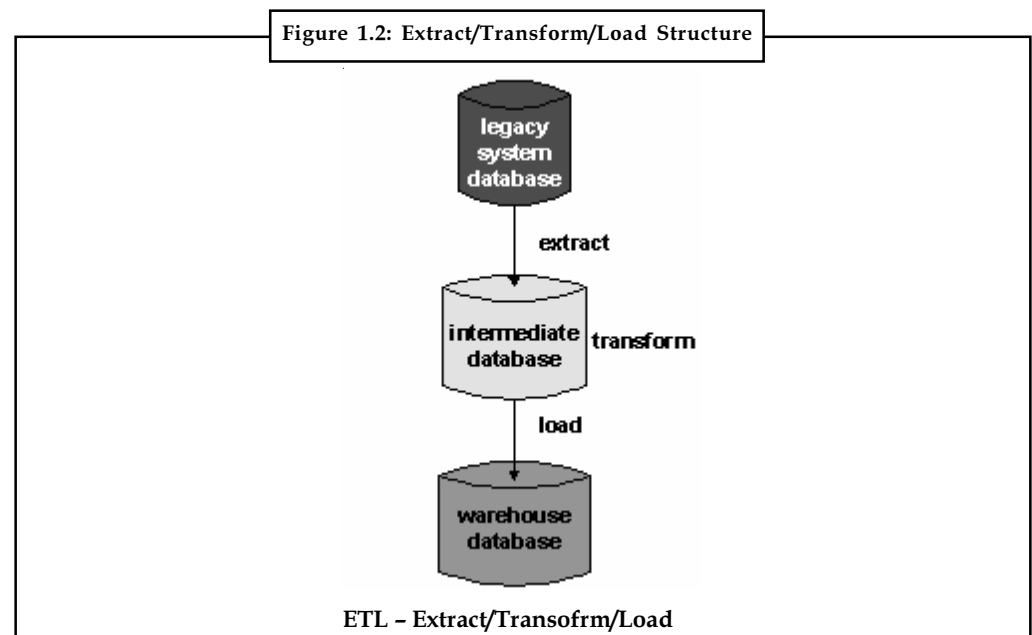 Figure 1.2: Extract/Transform/Load Structure
legacy
system
database
extract
intermediate
database
transform
load
warehouse
database
ETL – Extract/Transofrm/Load